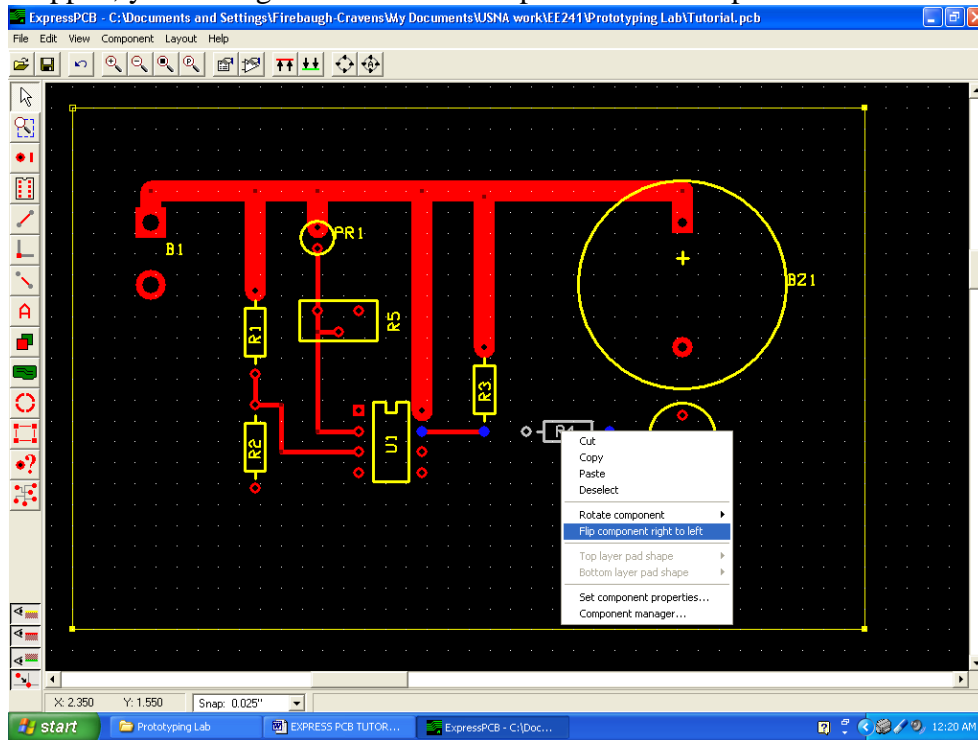 ExpressPCB - C:\Documents and Settings\Firebaugh-Cravens\My Documents\USNA work\EE241\Prototyping Lab\Tutorial.pcb
File Edit View Component Layout Help
PR1
B1
BZ1
+
R5
R1
R3
R4
U1
R2
Cut
Copy
Paste
Deselect
Rotate component
Flip component right to left
Top layer pad shape
Bottom layer pad shape
Set component properties...
Component manager...
X: 2.350 Y: 1.550 Snap: 0.025"
start Prototyping Lab EXPRESS PCB TUTOR... ExpressPCB - C:\Doc... 12:20 AM